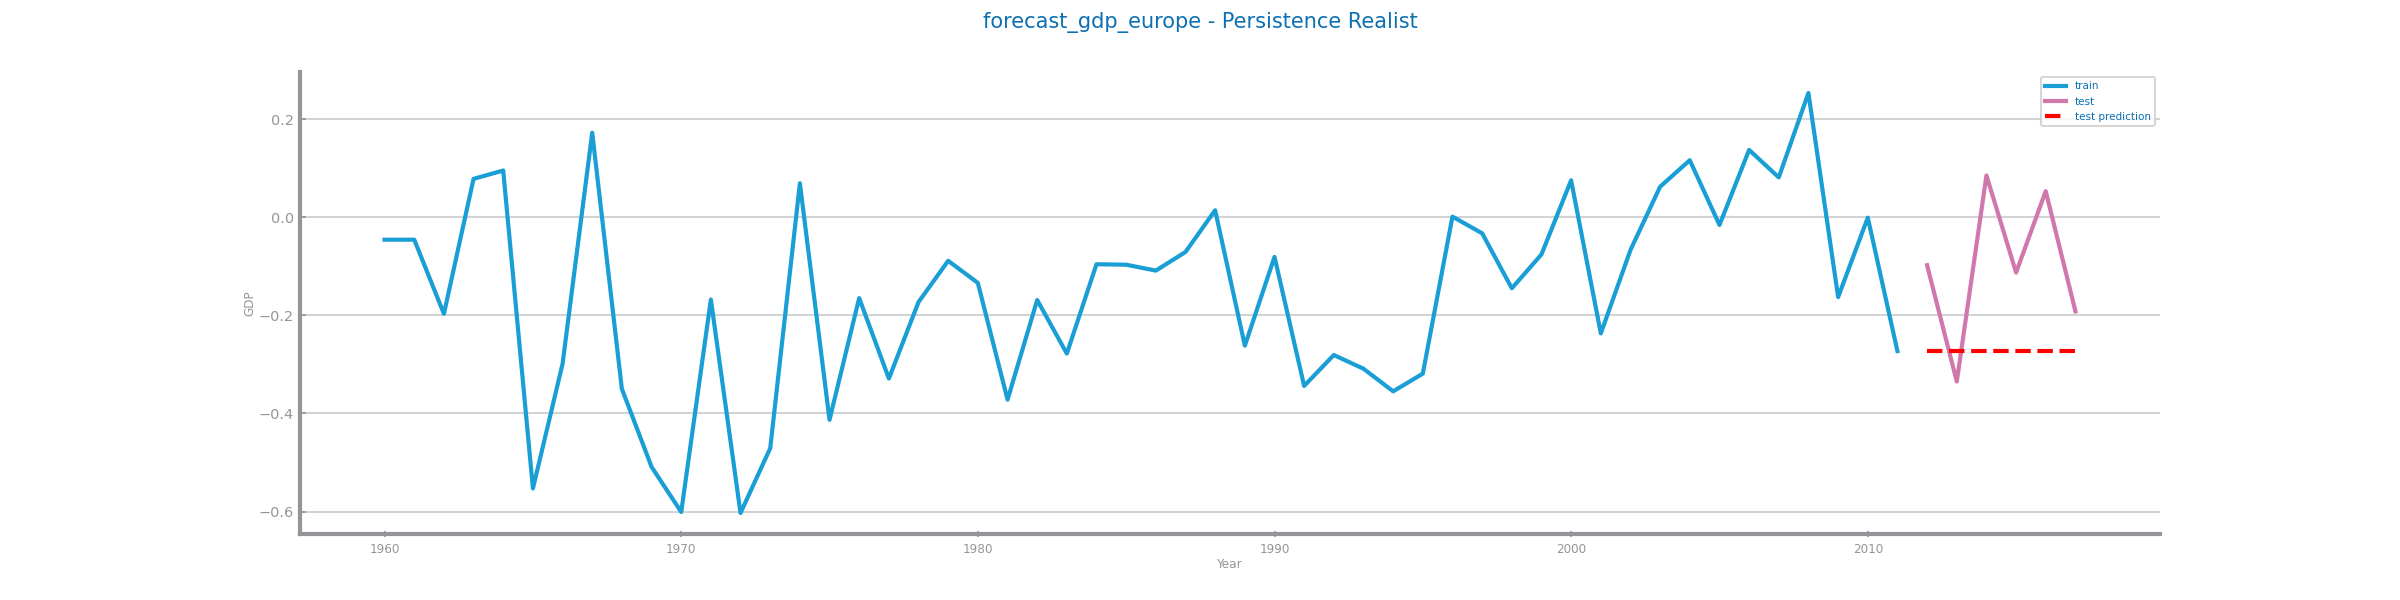 forecast_gdp_europe - Persistence Realist
train
test
test prediction
0.2
0.0
−0.2
−0.4
−0.6
GDP
1960 1970 1980 1990 2000 2010
Year